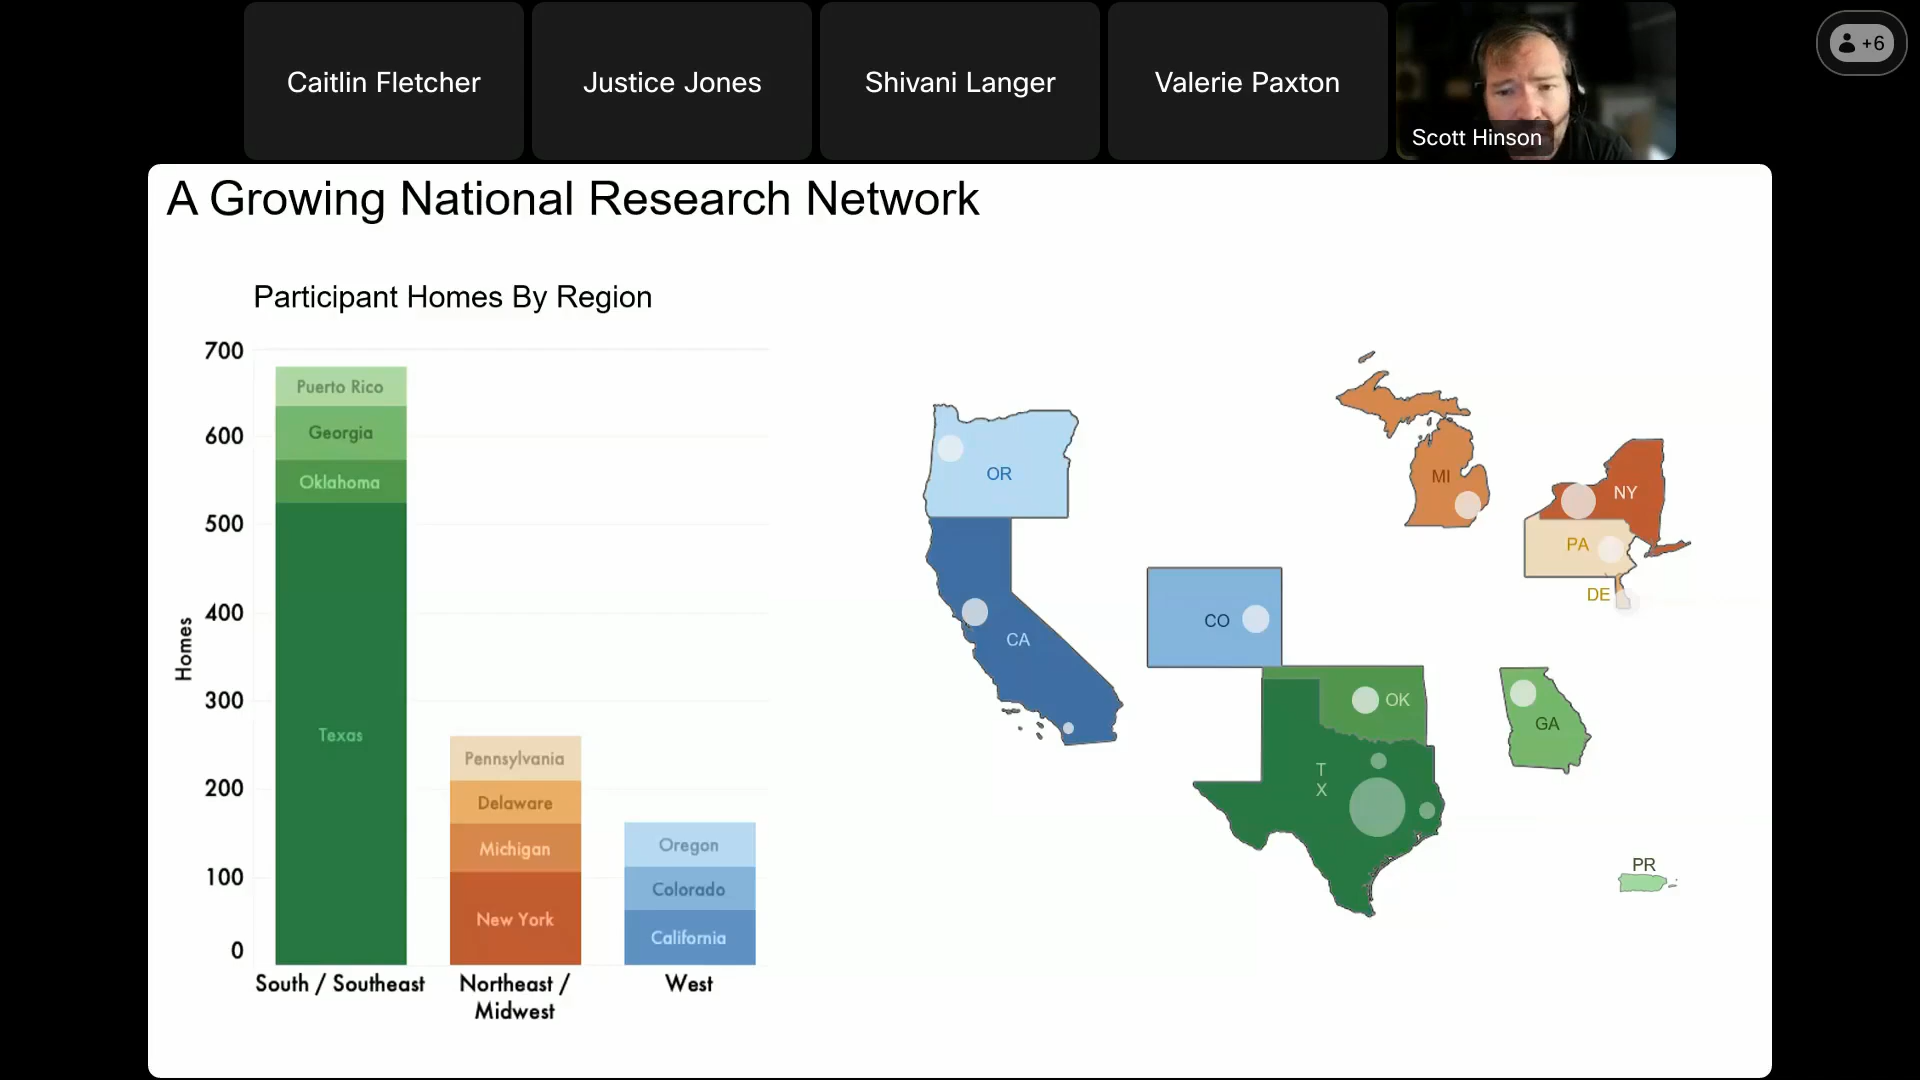 Caitlin Fletcher
Justice Jones
Shivani Langer
Valerie Paxton
Scott Hinson
+6
A Growing National Research Network
Participant Homes By Region
700
600
500
400
300
200
100
0
Homes
Puerto Rico
Georgia
Oklahoma
Texas
Pennsylvania
Delaware
Michigan
New York
Oregon
Colorado
California
South / Southeast
Northeast /
Midwest
West
OR
CA
CO
MI
NY
PA
DE
OK
T
X
GA
PR